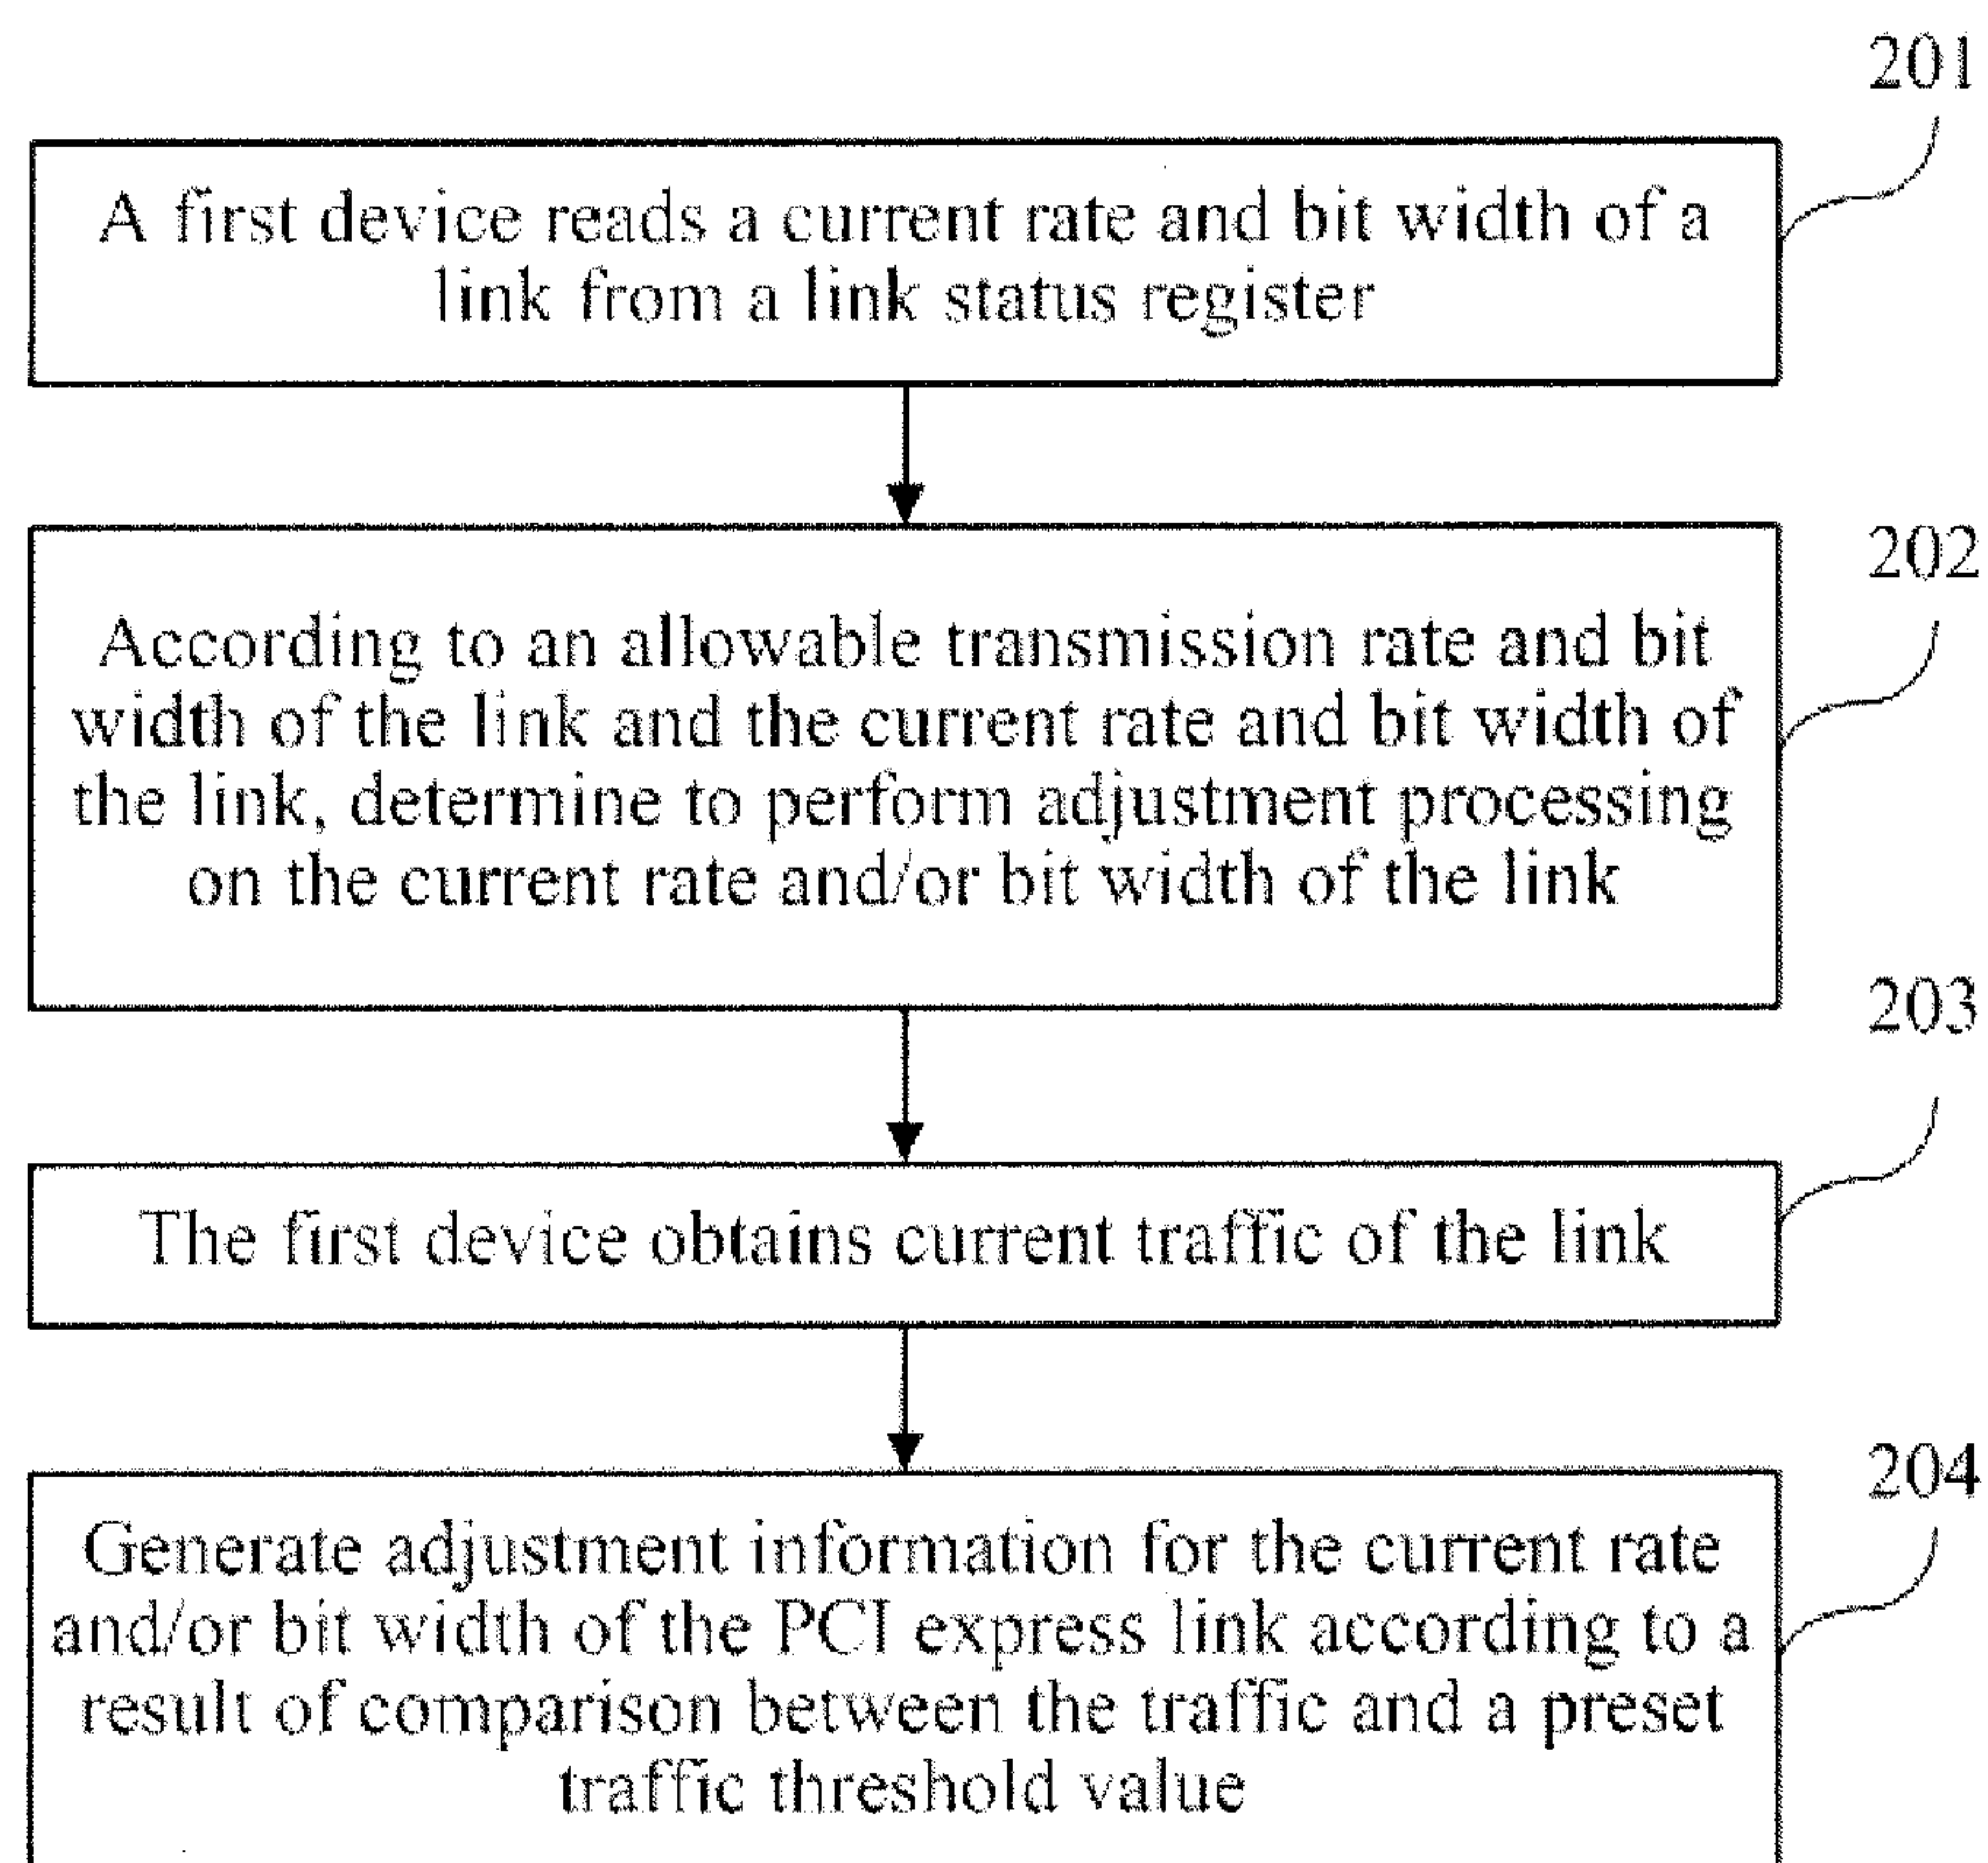 201
A first device reads a current rate and bit width of a
link from a link status register
202
According to an allowable transmission rate and bit
width of the link and the current rate and bit width of
the link, determine to perform adjustment processing
on the current rate and/or bit width of the link
203
The first device obtains current traffic of the link
204
Generate adjustment information for the current rate
and/or bit width of the PCI express link according to a
result of comparison between the traffic and a preset
traffic threshold value